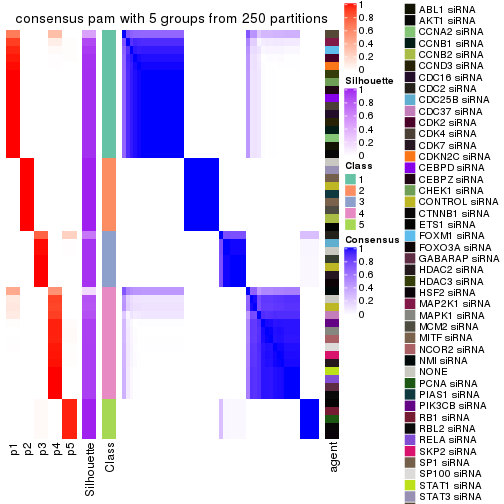 consensus pam with 5 groups from 250 partitions
p1
p2
p3
p4
p5
Silhouette
Class
agent
1
0.8
0.6
0.4
0.2
0
Silhouette
1
0.8
0.6
0.4
0.2
0
Class
1
2
3
4
5
Consensus
1
0.8
0.6
0.4
0.2
0
ABL1 siRNA
AKT1 siRNA
CCNA2 siRNA
CCNB1 siRNA
CCNB2 siRNA
CCND3 siRNA
CDC16 siRNA
CDC2 siRNA
CDC25B siRNA
CDC37 siRNA
CDK2 siRNA
CDK4 siRNA
CDK7 siRNA
CDKN2C siRNA
CEBPD siRNA
CEBPZ siRNA
CHEK1 siRNA
CONTROL siRNA
CTNNB1 siRNA
ETS1 siRNA
FOXM1 siRNA
FOXO3A siRNA
GABARAP siRNA
HDAC2 siRNA
HDAC3 siRNA
HSF2 siRNA
MAP2K1 siRNA
MAPK1 siRNA
MCM2 siRNA
MITF siRNA
NCOR2 siRNA
NMI siRNA
NONE
PCNA siRNA
PIAS1 siRNA
PIK3CB siRNA
RB1 siRNA
RBL2 siRNA
RELA siRNA
SKP2 siRNA
SP1 siRNA
SP100 siRNA
STAT1 siRNA
STAT3 siRNA